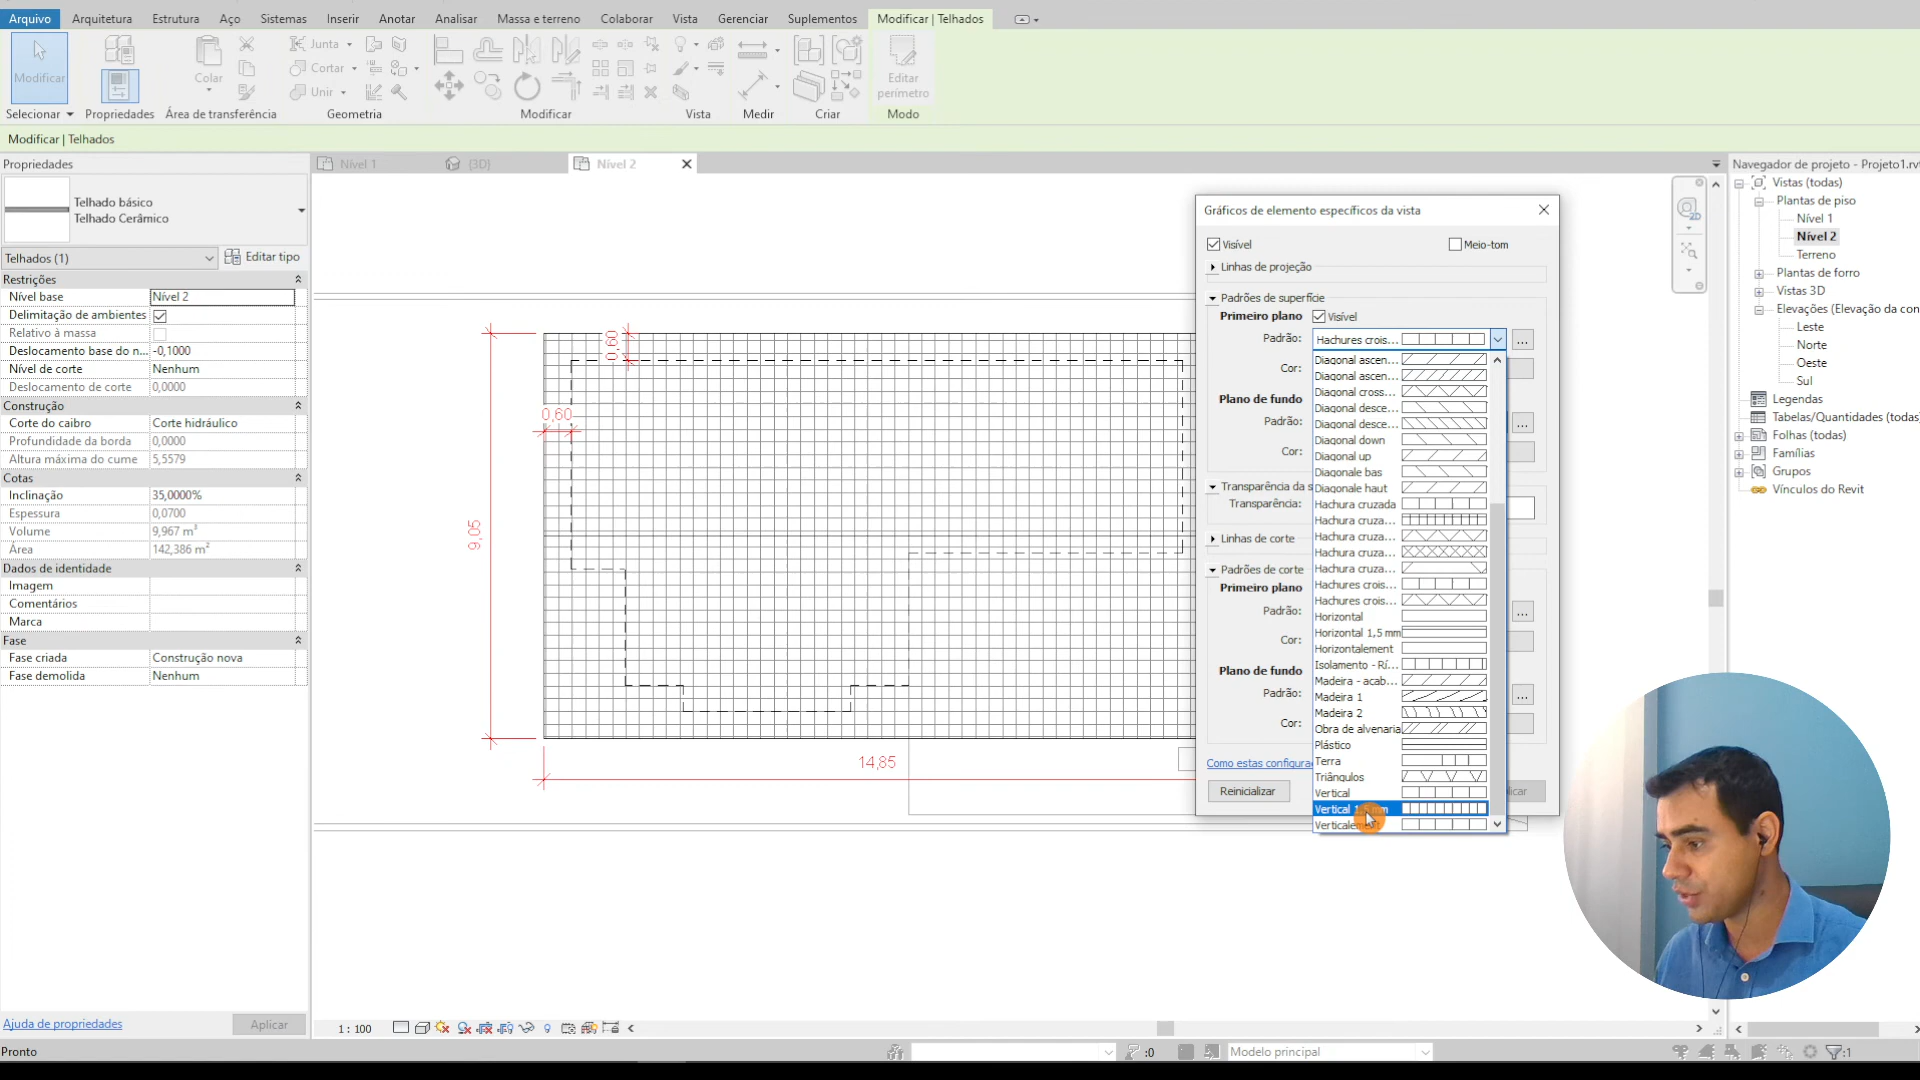 Arquivo Arquitetura Estrutura Aço Sistemas Inserir Anotar Analisar Massa e terreno Colaborar Vista Gerenciar Suplementos Modificar | Telhados
Modificar Colar Junta Cortar Unir Editar perímetro
Selecionar Propriedades Área de transferência Geometria Modificar Vista Medir Criar Modo
Modificar | Telhados
Propriedades
Telhado básico
Telhado Cerâmico
Telhados (1) Editar tipo
Restrições
Nível base Nível 2
Delimitação de ambientes
Relativo à massa
Deslocamento base do n... -0,1000
Nível de corte Nenhum
Deslocamento de corte 0,0000
Construção
Corte do caibro Corte hidráulico
Profundidade da borda 0,0000
Altura máxima do cume 5,5579
Cotas
Inclinação 35,0000%
Espessura 0,0700
Volume 9,967 m³
Área 142,386 m²
Dados de identidade
Imagem
Comentários
Marca
Fase
Fase criada Construção nova
Fase demolida Nenhum
Ajuda de propriedades Aplicar
Pronto
Nível 1 {3D} Nível 2
0,60
0,60
9,05
14,85
1 : 100
:0 Modelo principal :1
Gráficos de elemento específicos da vista
Visível Meio-tom
Linhas de projeção
Padrões de superfície
Primeiro plano Visível
Padrão: Hachures crois... ...
Cor:
Plano de fundo
Padrão: ...
Cor:
Transparência da s
Transparência:
Linhas de corte
Padrões de corte
Primeiro plano
Padrão: ...
Cor:
Plano de fundo
Padrão: ...
Cor:
Como estas configura
Reinicializar
Diagonal ascen...
Diagonal ascen...
Diagonal cross...
Diagonal desce...
Diagonal desce...
Diagonal down
Diagonal up
Diagonale bas
Diagonale haut
Hachura cruzada
Hachura cruza...
Hachura cruza...
Hachura cruza...
Hachura cruza...
Hachures crois...
Hachures crois...
Horizontal
Horizontal 1,5 mm
Horizontalement
Isolamento - Rí...
Madeira - acab...
Madeira 1
Madeira 2
Obra de alvenaria
Plástico
Terra
Triângulos
Vertical
Vertical mm
Navegador de projeto - Projeto1.rv
Vistas (todas)
Plantas de piso
Nível 1
Nível 2
Terreno
Plantas de forro
Vistas 3D
Elevações (Elevação da con
Leste
Norte
Oeste
Sul
Legendas
Tabelas/Quantidades (todas
Folhas (todas)
Famílias
Grupos
Vínculos do Revit